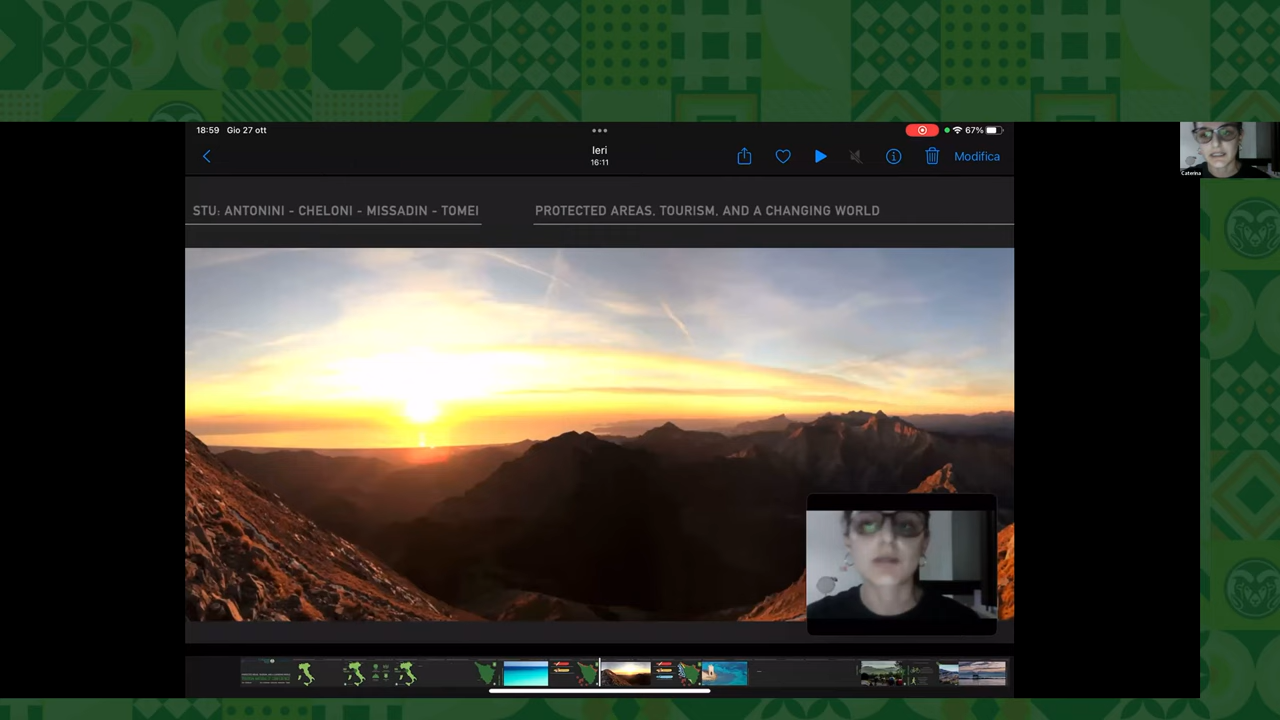 18:59 Gio 27 ott
67%
Ieri
16:11
Modifica
Caterina
STU: ANTONINI - CHELONI - MISSADIN - TOMEI
PROTECTED AREAS, TOURISM, AND A CHANGING WORLD